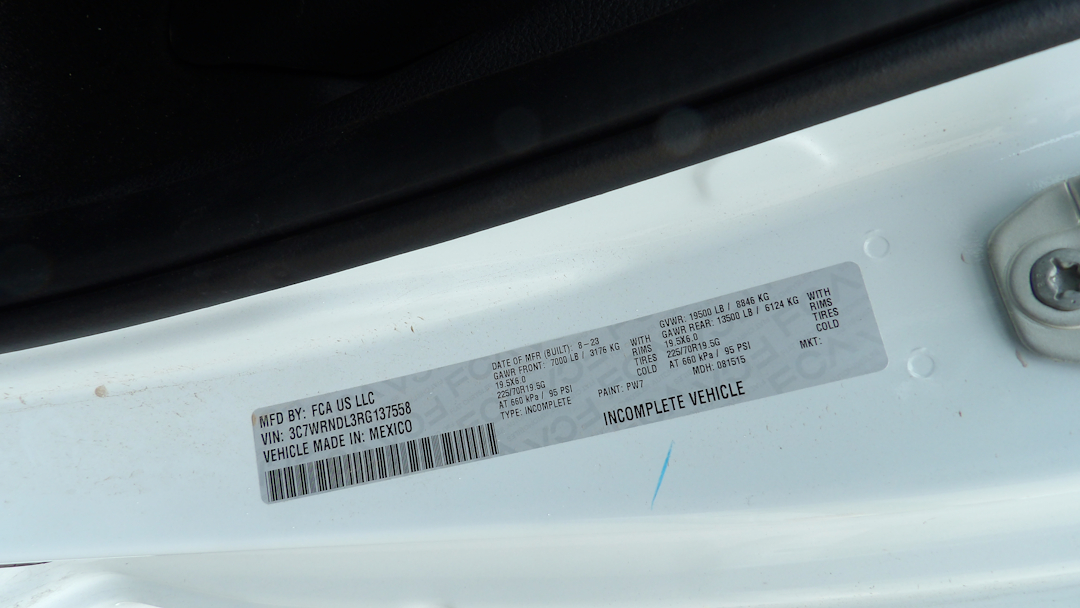 MFD BY: FCA US LLC
VIN: 3C7WRNDL3RG137558
VEHICLE MADE IN: MEXICO
DATE OF MFR (BUILT): 8-23
GAWR FRONT: 7000 LB / 3176 KG WITH
19.5X6.0 RIMS
225/70R19.5G TIRES
AT 660 kPa / 95 PSI COLD
TYPE: INCOMPLETE PAINT: PW7
GVWR: 19500 LB / 8846 KG
GAWR REAR: 13500 LB / 6124 KG WITH
19.5X6.0 RIMS
225/70R19.5G TIRES
AT 660 kPa / 95 PSI COLD
MDH: 081515 MKT:
INCOMPLETE VEHICLE